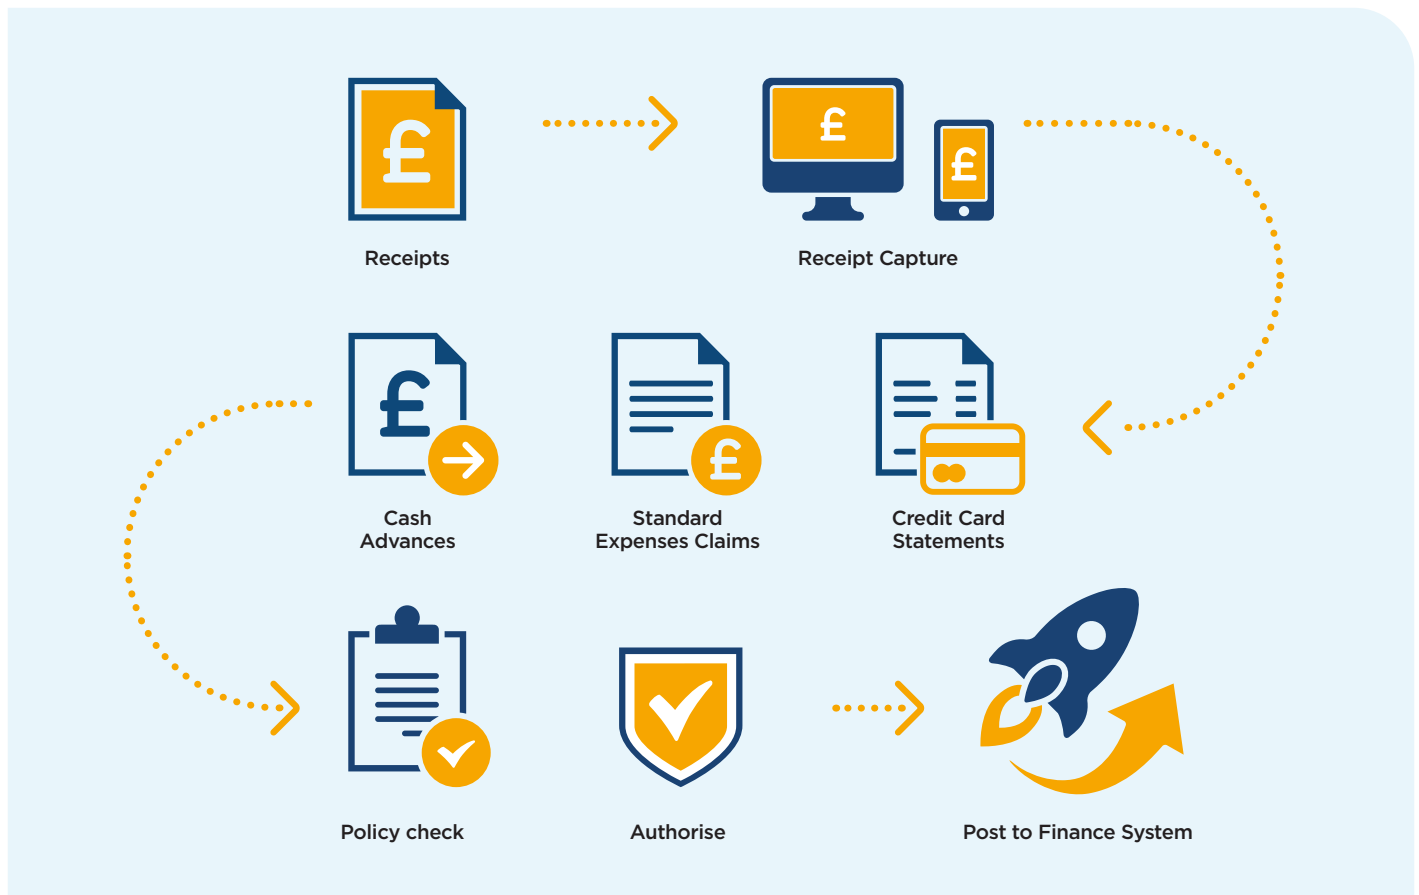 £
£
£
Receipts
Receipt Capture
£
£
Cash
Advances
Standard
Expenses Claims
Credit Card
Statements
Policy check
Authorise
Post to Finance System